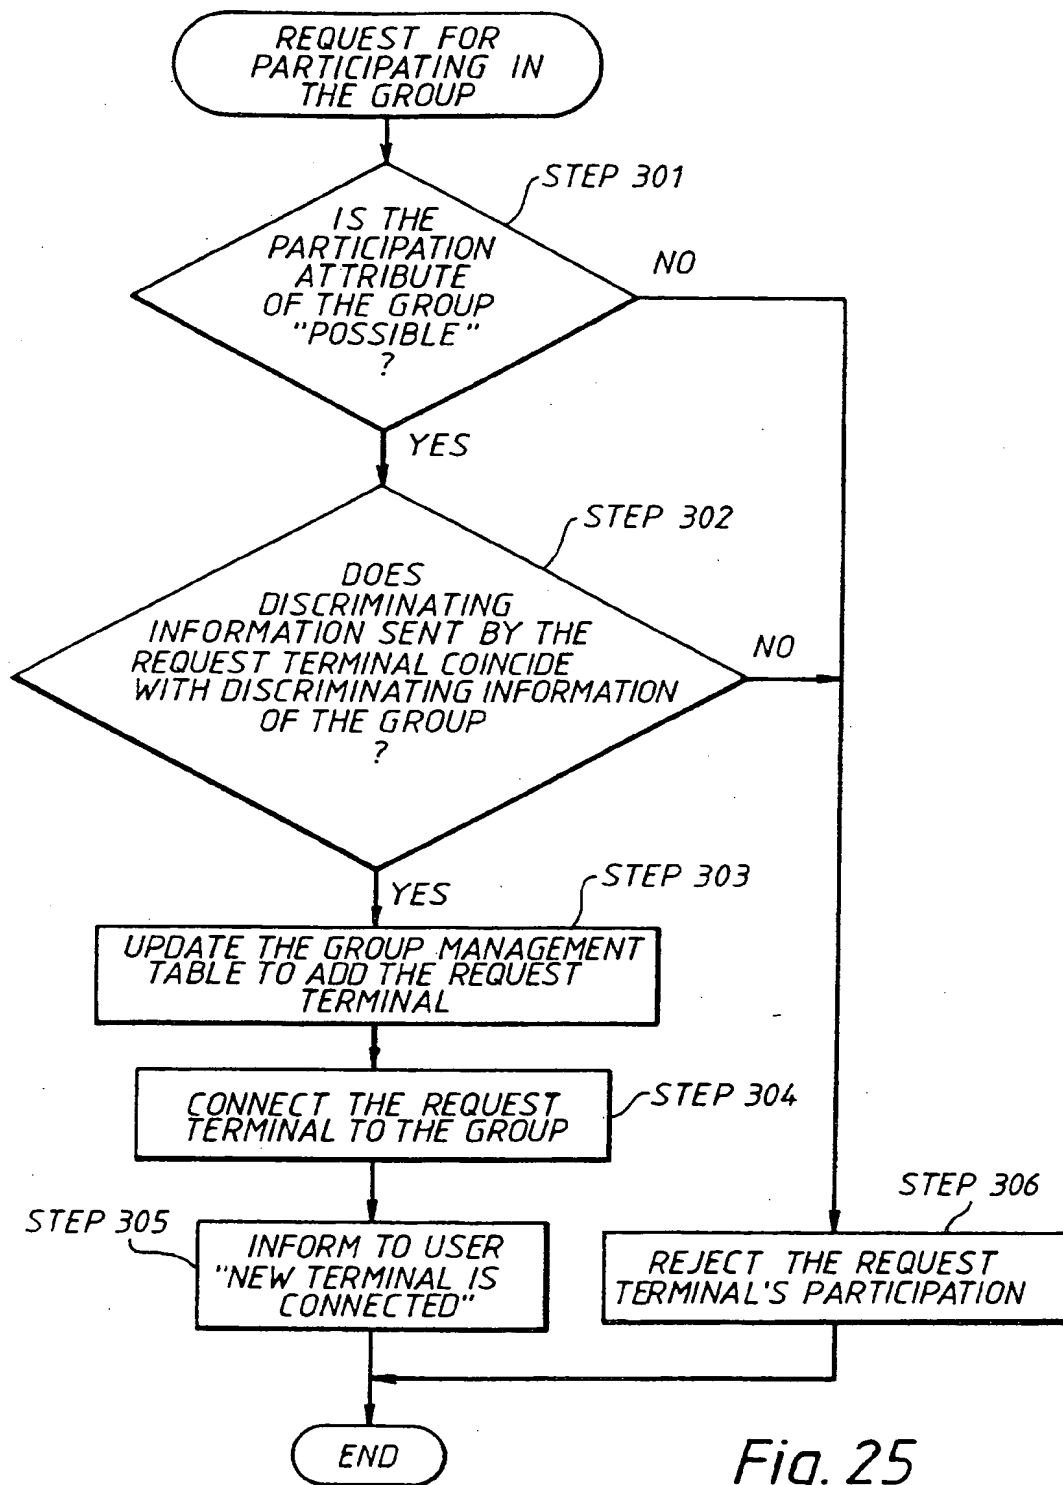 REQUEST FOR
PARTICIPATING IN
THE GROUP
STEP 301
IS THE
PARTICIPATION
ATTRIBUTE
OF THE GROUP
"POSSIBLE"
?
NO
YES
STEP 302
DOES
DISCRIMINATING
INFORMATION SENT BY THE
REQUEST TERMINAL COINCIDE
WITH DISCRIMINATING INFORMATION
OF THE GROUP
?
NO
YES
STEP 303
UPDATE THE GROUP MANAGEMENT
TABLE TO ADD THE REQUEST
TERMINAL
STEP 304
CONNECT THE REQUEST
TERMINAL TO THE GROUP
STEP 305
INFORM TO USER
"NEW TERMINAL IS
CONNECTED"
STEP 306
REJECT THE REQUEST
TERMINAL'S PARTICIPATION
END
Fig. 25